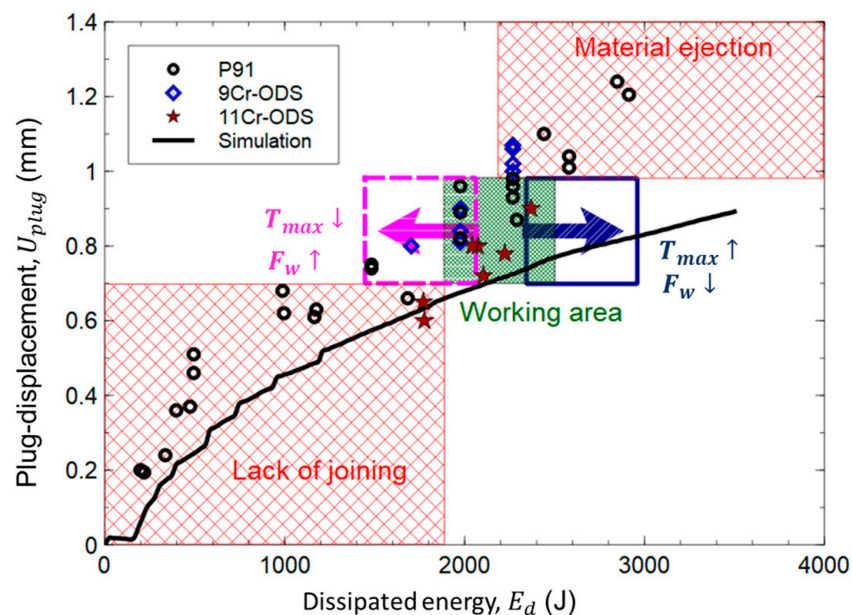 1.4
1.2
1
0.8
0.6
0.4
0.2
0
Plug-displacement, U_plug (mm)
P91
9Cr-ODS
11Cr-ODS
Simulation
Material ejection
T_max ↓
F_w ↑
T_max ↑
F_w ↓
Working area
Lack of joining
0 1000 2000 3000 4000
Dissipated energy, E_d (J)